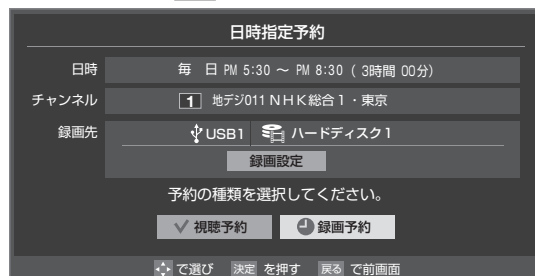 日時指定予約
日時 毎 日 PM 5:30 ～ PM 8:30 ( 3時間 00分)
チャンネル 1 地デジ011 NHK総合1・東京
録画先 USB1 ハードディスク1
録画設定
予約の種類を選択してください。
視聴予約 録画予約
で選び 決定 を押す 戻る で前画面